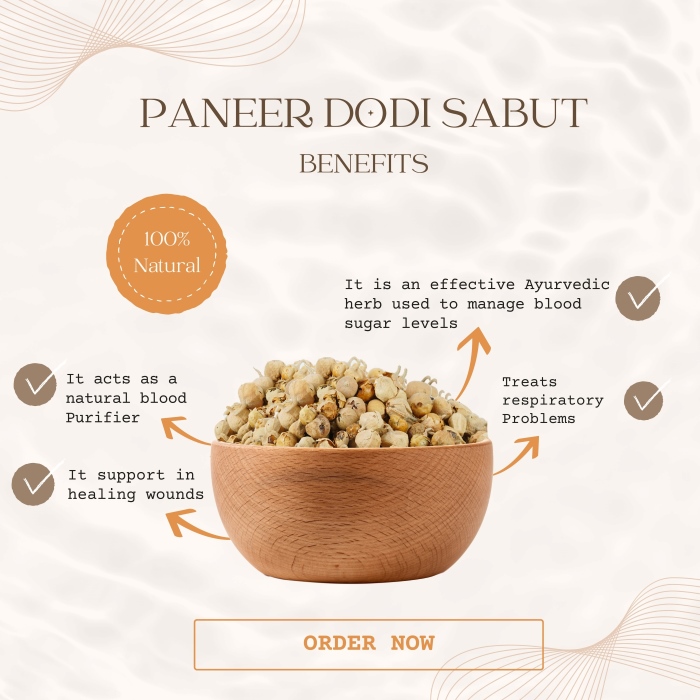 PANEER DODI SABUT
BENEFITS
100%
Natural
It is an effective Ayurvedic
herb used to manage blood
sugar levels
It acts as a
natural blood
Purifier
Treats
respiratory
Problems
It support in
healing wounds
ORDER NOW